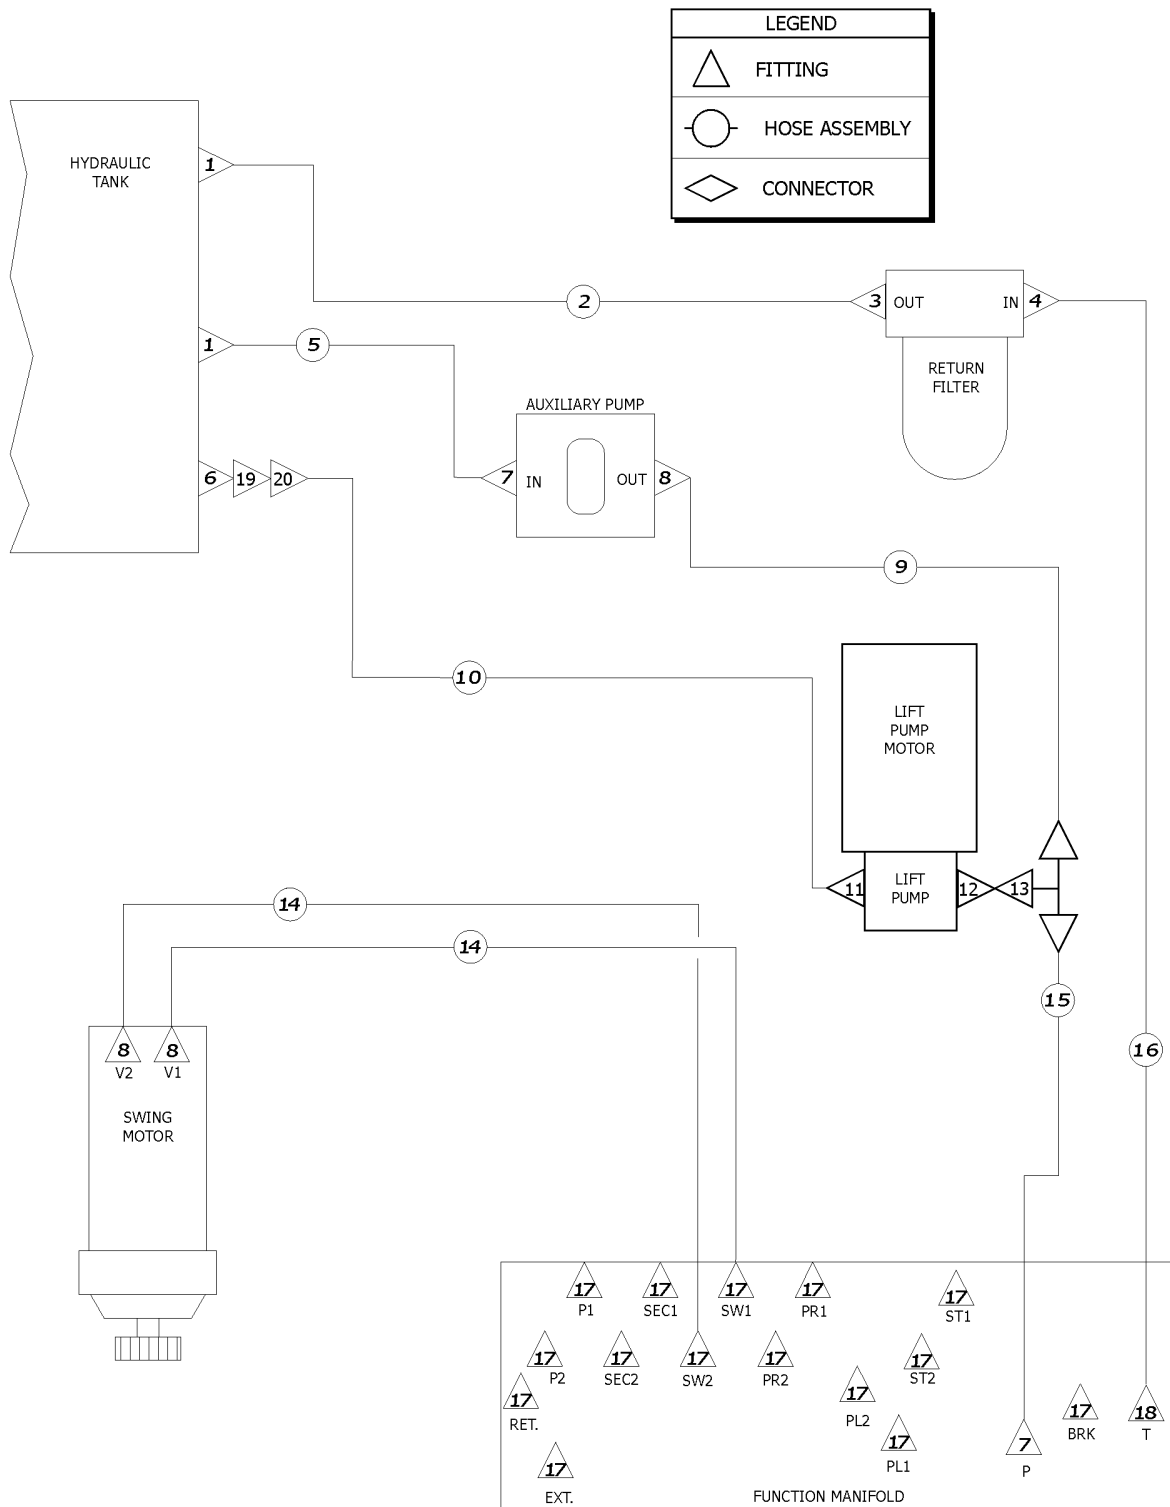 LEGEND
FITTING
HOSE ASSEMBLY
CONNECTOR
HYDRAULIC
TANK
1
2
3
OUT
IN
4
RETURN
FILTER
1
5
AUXILIARY PUMP
6
19
20
7
IN
OUT
8
9
10
LIFT
PUMP
MOTOR
11
LIFT
PUMP
12
13
14
14
15
16
8
V2
8
V1
SWING
MOTOR
17
P1
17
SEC1
17
SW1
17
PR1
17
ST1
17
P2
17
SEC2
17
SW2
17
PR2
17
ST2
17
RET.
17
PL2
17
BRK
18
T
17
PL1
7
P
17
EXT.
FUNCTION MANIFOLD